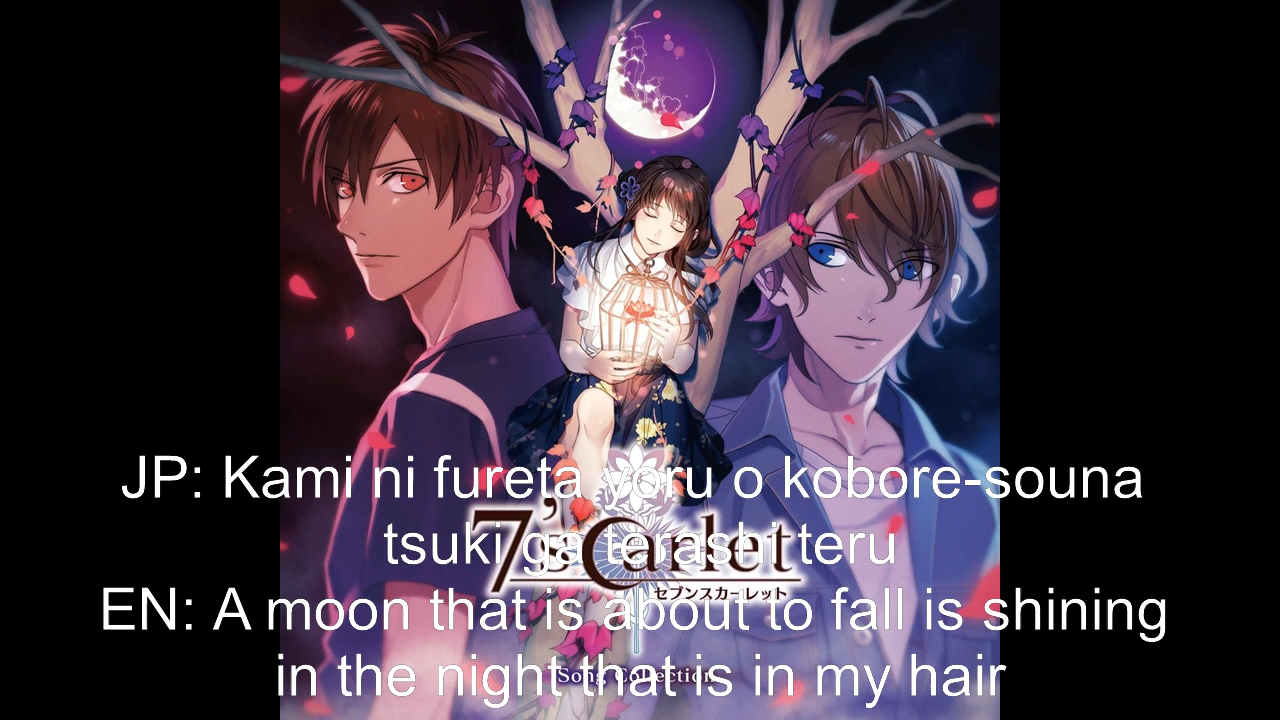 JP: Kami ni fureta yoru o kobore-souna
tsuki ga terashi teru
7'scarlet
セブンスカーレット
EN: A moon that is about to fall is shining
in the night that is in my hair
Song Collection